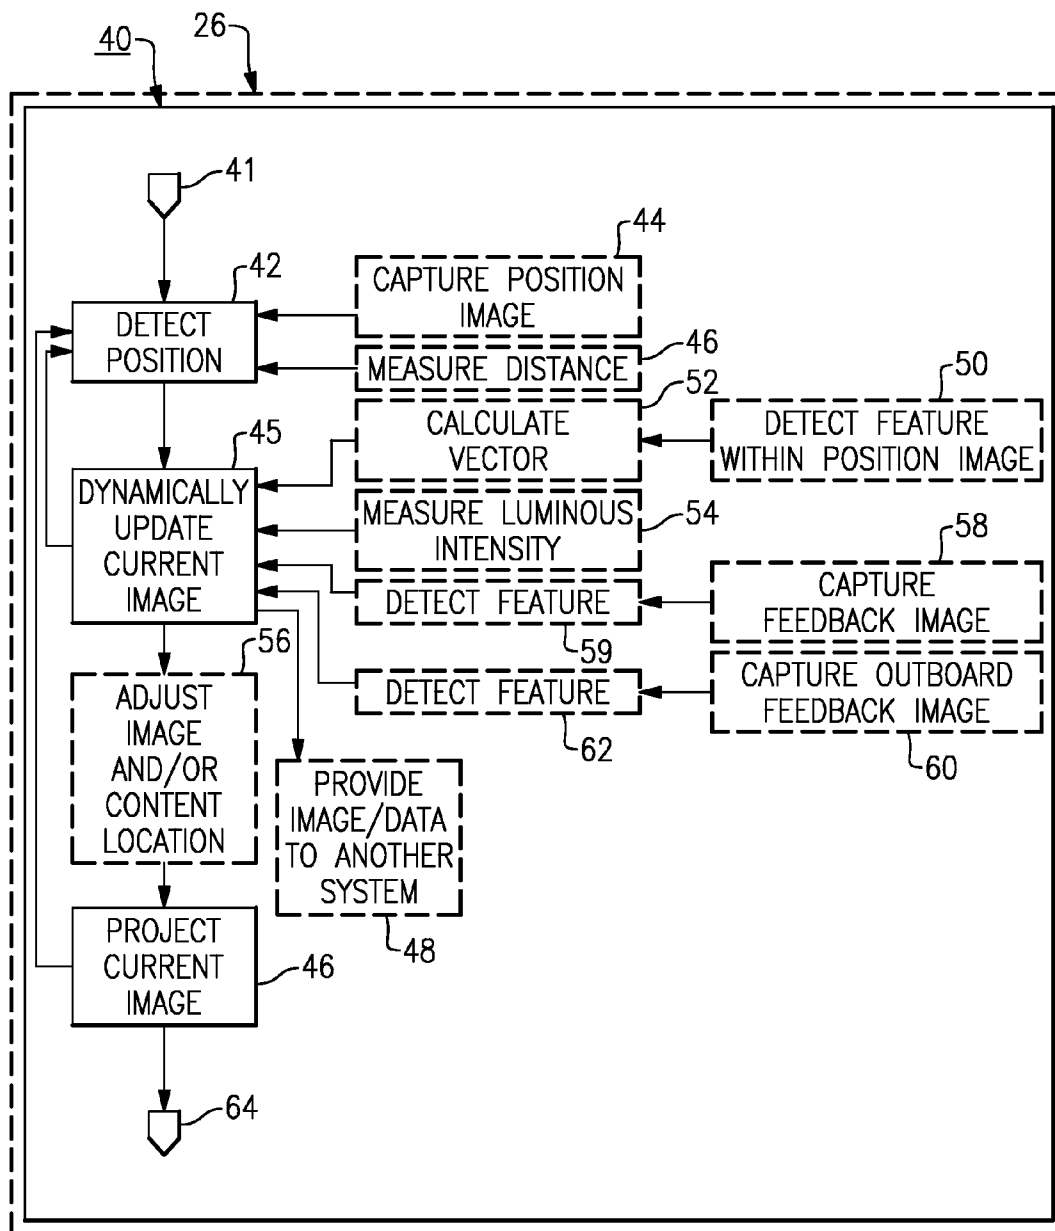 26
40
41
44
CAPTURE POSITION
IMAGE
42
DETECT
POSITION
46
MEASURE DISTANCE
52
50
CALCULATE
VECTOR
DETECT FEATURE
WITHIN POSITION IMAGE
45
DYNAMICALLY
UPDATE
CURRENT
IMAGE
MEASURE LUMINOUS
INTENSITY
54
58
DETECT FEATURE
59
CAPTURE
FEEDBACK IMAGE
56
DETECT FEATURE
62
CAPTURE OUTBOARD
FEEDBACK IMAGE
60
ADJUST
IMAGE
AND/OR
CONTENT
LOCATION
PROVIDE
IMAGE/DATA
TO ANOTHER
SYSTEM
48
PROJECT
CURRENT
IMAGE
46
64